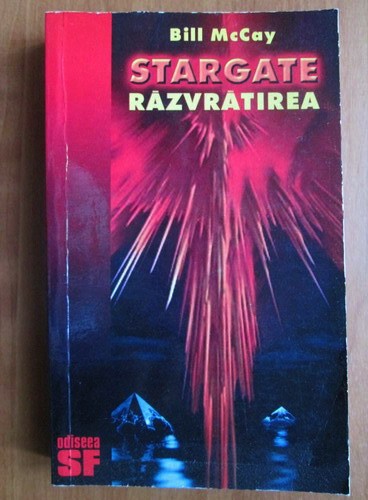 Bill McCay
STARGATE
RĂZVRĂTIREA
odiseea
SF